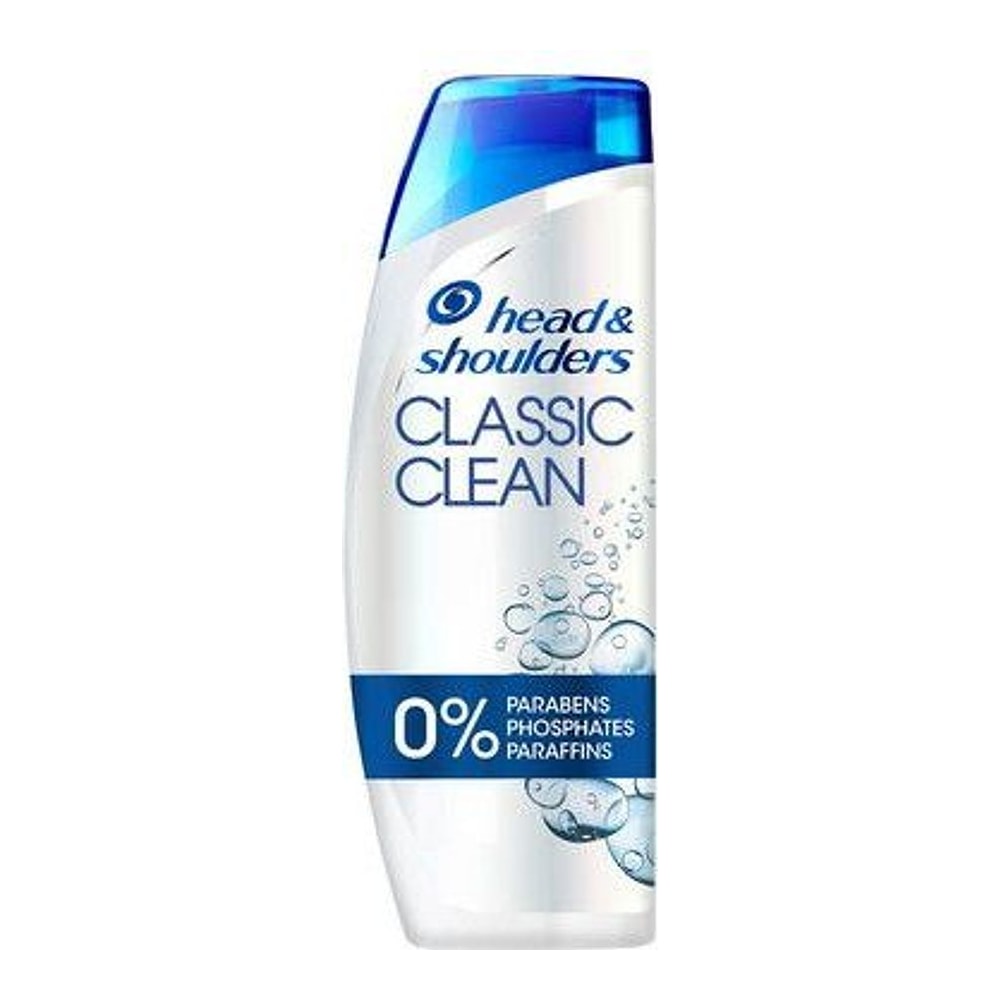 head &
shoulders
CLASSIC
CLEAN
0% PARABENS
PHOSPHATES
PARAFFINS